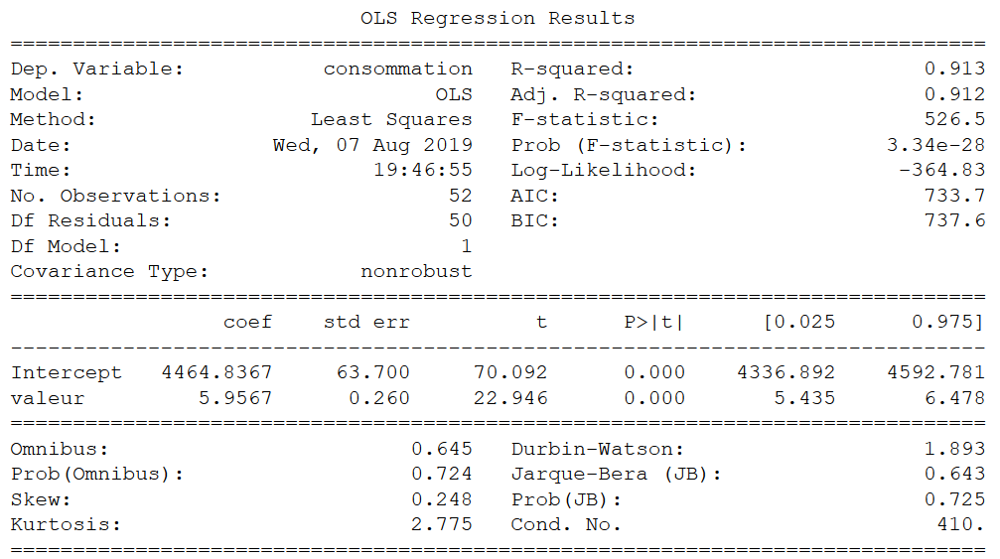 OLS Regression Results
==============================================================================
Dep. Variable:           consommation   R-squared:                       0.913
Model:                            OLS   Adj. R-squared:                  0.912
Method:                 Least Squares   F-statistic:                     526.5
Date:                Wed, 07 Aug 2019   Prob (F-statistic):           3.34e-28
Time:                        19:46:55   Log-Likelihood:                -364.83
No. Observations:                  52   AIC:                             733.7
Df Residuals:                      50   BIC:                             737.6
Df Model:                           1
Covariance Type:            nonrobust
==============================================================================
                 coef    std err          t      P>|t|      [0.025      0.975]
------------------------------------------------------------------------------
Intercept   4464.8367     63.700     70.092      0.000    4336.892    4592.781
valeur         5.9567      0.260     22.946      0.000       5.435       6.478
==============================================================================
Omnibus:                        0.645   Durbin-Watson:                   1.893
Prob(Omnibus):                  0.724   Jarque-Bera (JB):                0.643
Skew:                           0.248   Prob(JB):                        0.725
Kurtosis:                       2.775   Cond. No.                         410.
==============================================================================